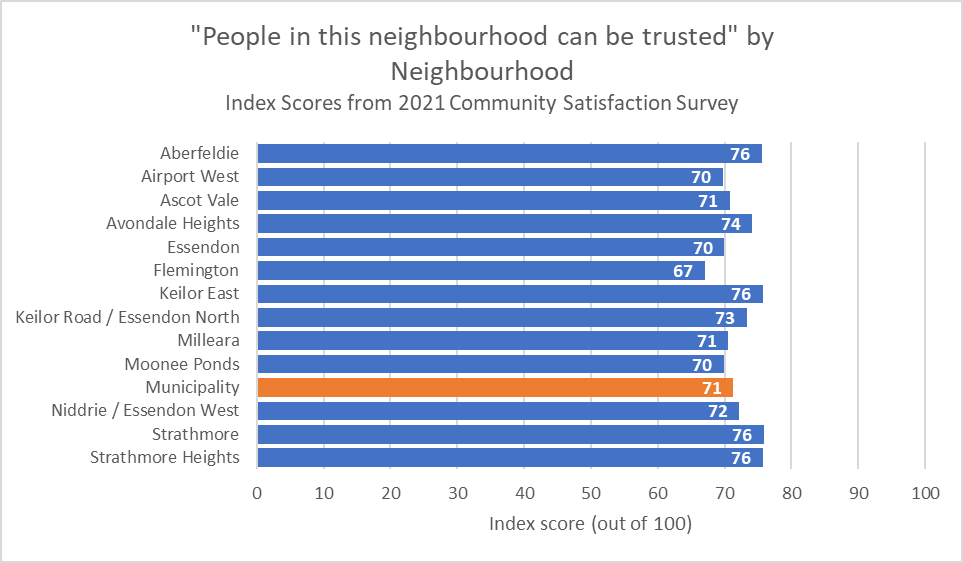 "People in this neighbourhood can be trusted" by
Neighbourhood
Index Scores from 2021 Community Satisfaction Survey
Aberfeldie 76
Airport West 70
Ascot Vale 71
Avondale Heights 74
Essendon 70
Flemington 67
Keilor East 76
Keilor Road / Essendon North 73
Milleara 71
Moonee Ponds 70
Municipality 71
Niddrie / Essendon West 72
Strathmore 76
Strathmore Heights 76
0 10 20 30 40 50 60 70 80 90 100
Index score (out of 100)